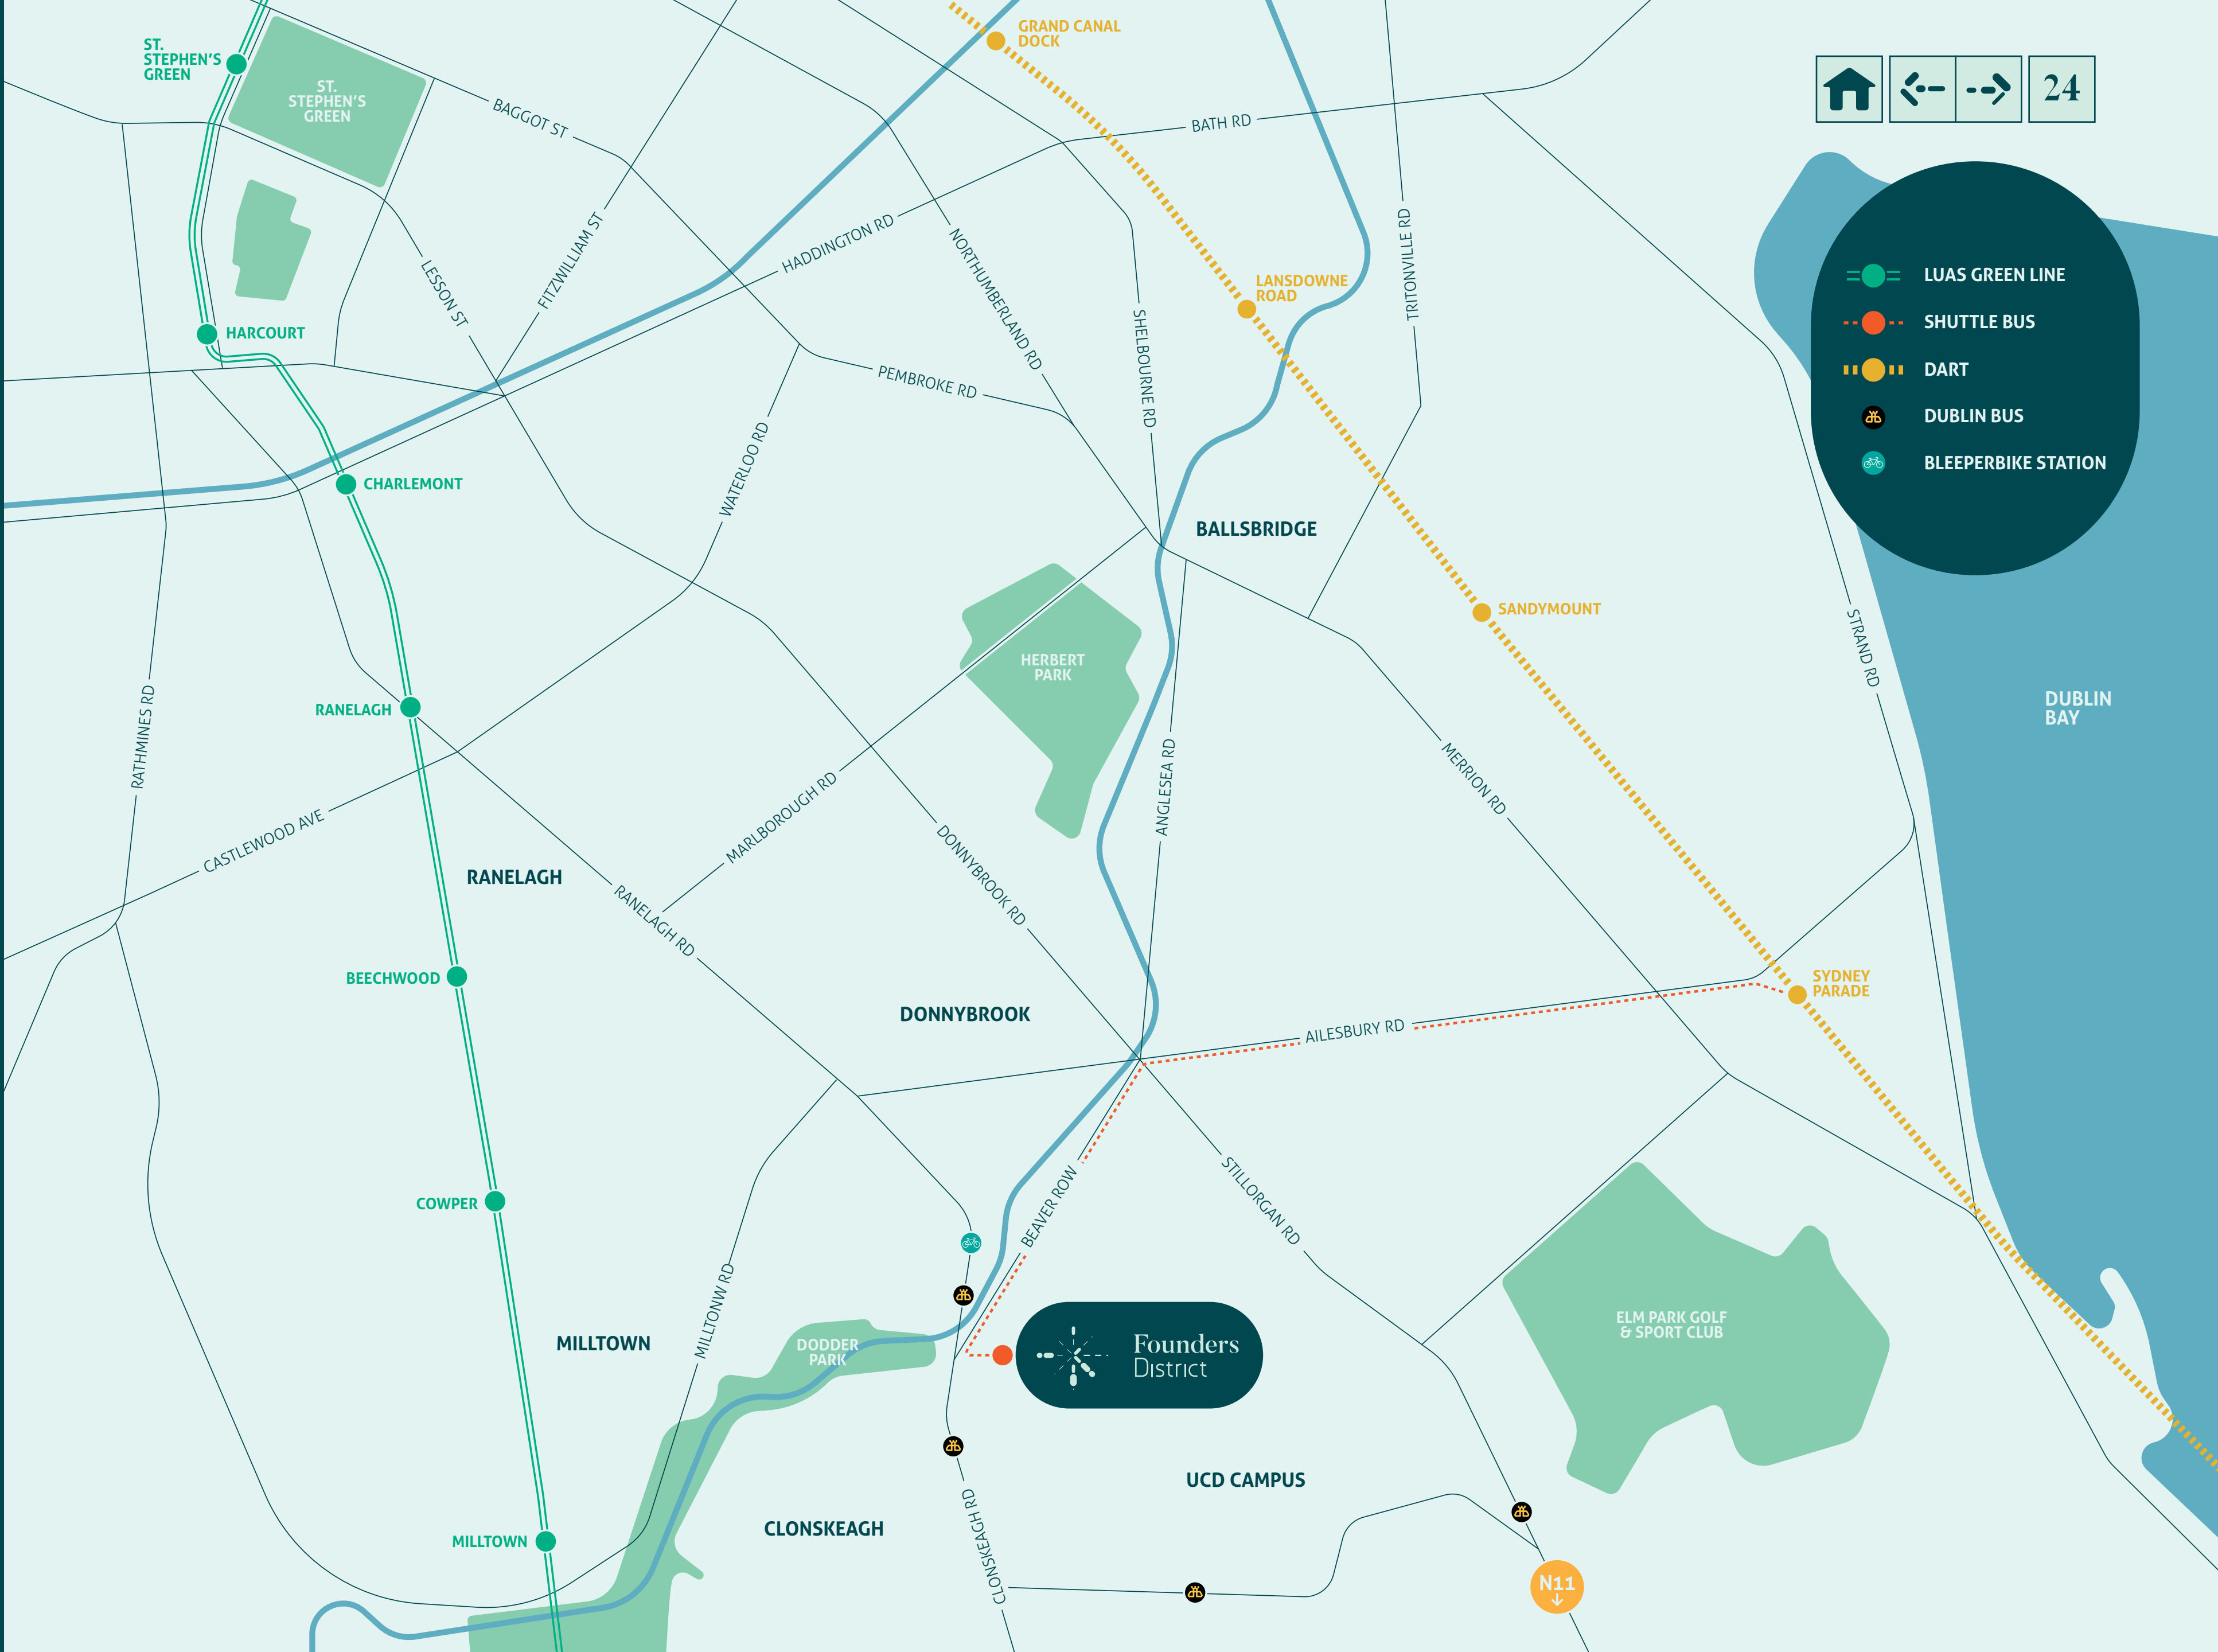 GRAND CANAL
DOCK
ST.
STEPHEN'S
GREEN
ST.
STEPHEN'S
GREEN
24
BAGGOT ST
BATH RD
HADDINGTON RD
FITZWILLIAM ST
LESSON ST
NORTHUMBERLAND RD
TRITONVILLE RD
LANSDOWNE
ROAD
LUAS GREEN LINE
SHUTTLE BUS
DART
DUBLIN BUS
BLEEPERBIKE STATION
HARCOURT
SHELBOURNE RD
PEMBROKE RD
WATERLOO RD
CHARLEMONT
BALLSBRIDGE
SANDYMOUNT
STRAND RD
HERBERT
PARK
DUBLIN
BAY
RANELAGH
RATHMINES RD
ANGLESEA RD
MERRION RD
MARLBOROUGH RD
CASTLEWOOD AVE
DONNYBROOK RD
RANELAGH
RANELAGH RD
BEECHWOOD
SYDNEY
PARADE
DONNYBROOK
AILESBURY RD
COWPER
BEAVER ROW
STILLORGAN RD
MILLTONW RD
MILLTOWN
DODDER
PARK
Founders
District
ELM PARK GOLF
& SPORT CLUB
UCD CAMPUS
CLONSKEAGH
CLONSKEAGH RD
MILLTOWN
N11